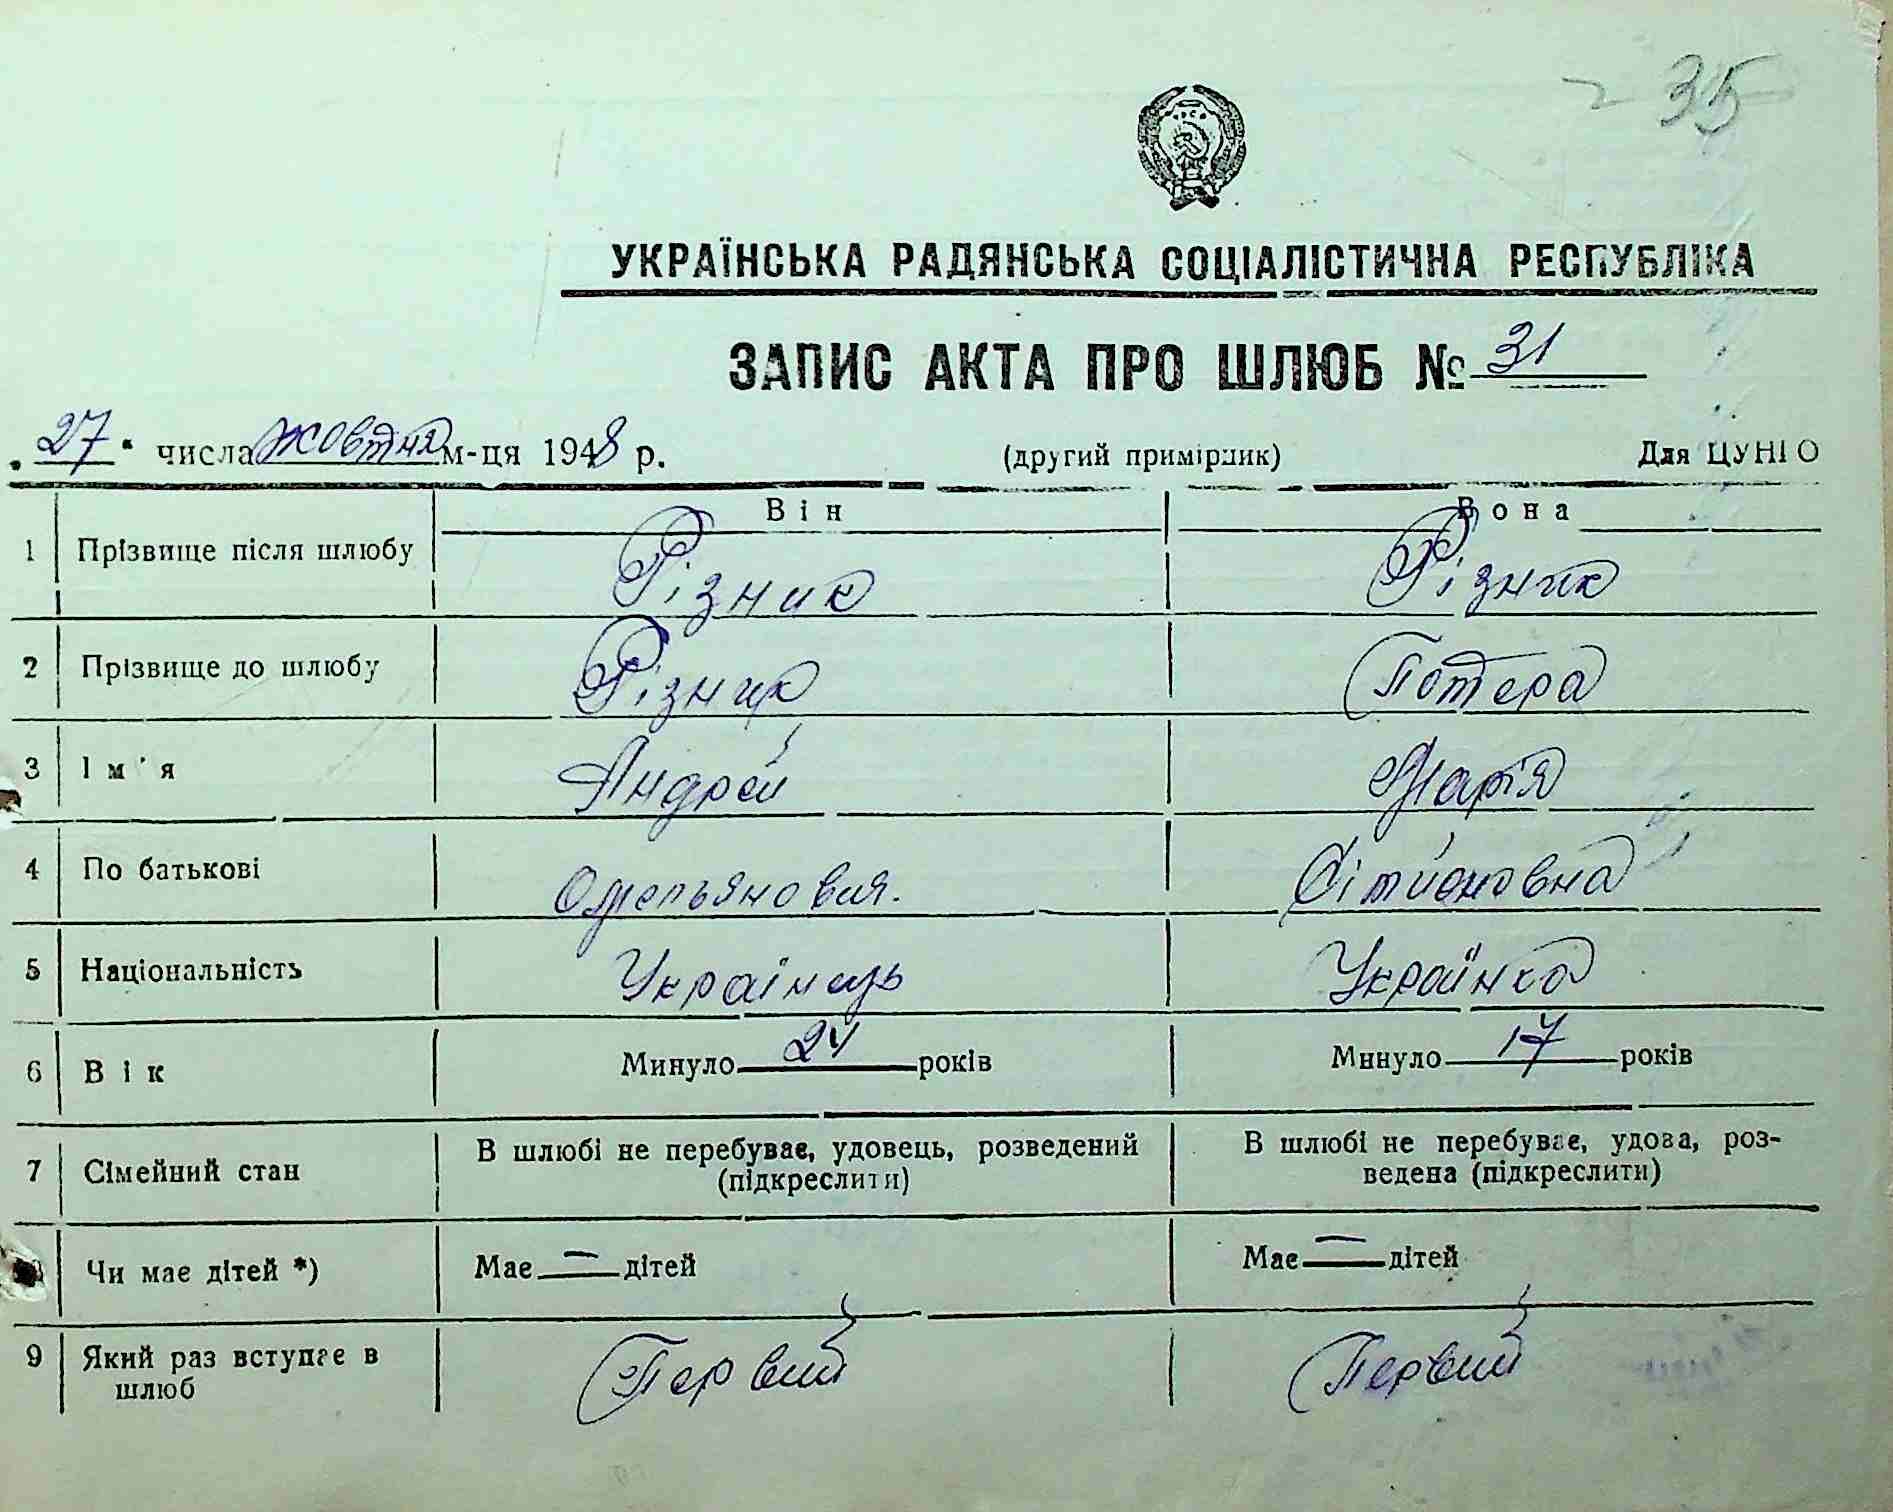 35
УКРАЇНСЬКА РАДЯНСЬКА СОЦІАЛІСТИЧНА РЕСПУБЛІКА
ЗАПИС АКТА ПРО ШЛЮБ № 31
„27“ числа жовтня м-ця 1948 р. (другий примірник) Для ЦУНГО
Він Вона
1 Прізвище після шлюбу Різник Різник
2 Прізвище до шлюбу Різник Потера
3 Ім'я Андрей Марія
4 По батькові Омельянович.
5 Національність Українець Українка
6 Вік Минуло 24 років Минуло 17 років
7 Сімейний стан В шлюбі не перебуває, удовець, розведений (підкреслити) В шлюбі не перебуває, удова, роз-
ведена (підкреслити)
8 Чи має дітей *) Має — дітей Має — дітей
9 Який раз вступає в
шлюб Первий Первий